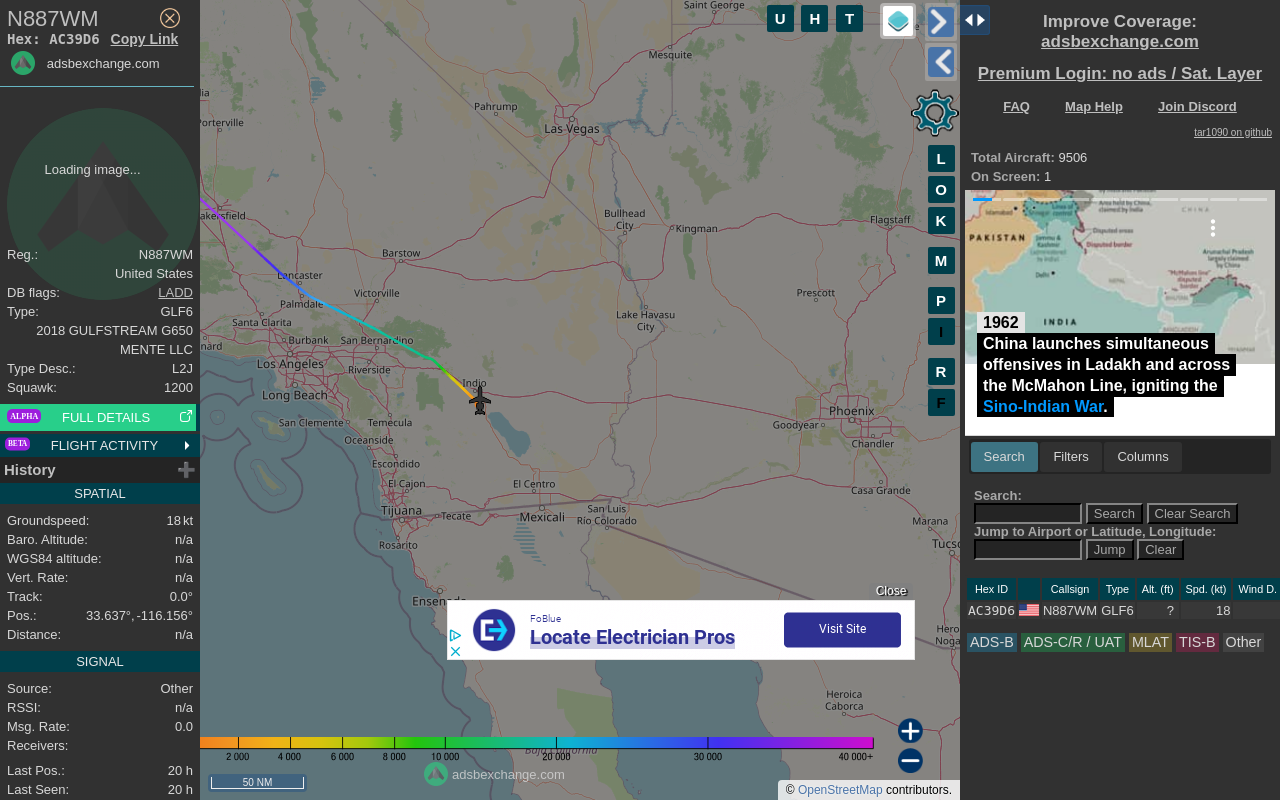 N887WM
Hex: AC39D6 Copy Link
adsbexchange.com
Loading image...
Reg.: N887WM
United States
DB flags: LADD
Type: GLF6
2018 GULFSTREAM G650
MENTE LLC
Type Desc.: L2J
Squawk: 1200
ALPHA FULL DETAILS
BETA FLIGHT ACTIVITY
History
SPATIAL
Groundspeed: 18 kt
Baro. Altitude: n/a
WGS84 altitude: n/a
Vert. Rate: n/a
Track: 0.0°
Pos.: 33.637°, -116.156°
Distance: n/a
SIGNAL
Source: Other
RSSI: n/a
Msg. Rate: 0.0
Receivers:
Last Pos.: 20 h
Last Seen: 20 h
Saint George
Mesquite
Pahrump
Las Vegas
Porterville
Bakersfield
Bullhead
City
Kingman
Flagstaff
Barstow
Lancaster
Palmdale
Victorville
Prescott
Lake Havasu
City
Santa Clarita
Burbank
San Bernardino
Los Angeles
Riverside
Long Beach
Indio
San Clemente
Temecula
Oceanside
Escondido
El Cajon
Tijuana
Tecate
Rosarito
El Centro
Mexicali
San Luis
Río Colorado
Phoenix
Goodyear
Chandler
Casa Grande
Marana
Heroica
Caborca
U H T
L
O
K
M
P
I
R
F
Close
FoBlue
Locate Electrician Pros
Visit Site
2 000 4 000 6 000 8 000 10 000 20 000 30 000 40 000+
50 NM
adsbexchange.com
© OpenStreetMap contributors.
Improve Coverage:
adsbexchange.com
Premium Login: no ads / Sat. Layer
FAQ Map Help Join Discord
tar1090 on github
Total Aircraft: 9506
On Screen: 1
PAKISTAN
Delhi
INDIA
CHINA
Disputed areas
Disputed border
1962
China launches simultaneous
offensives in Ladakh and across
the McMahon Line, igniting the
Sino-Indian War.
Search Filters Columns
Search:
Search Clear Search
Jump to Airport or Latitude, Longitude:
Jump Clear
Hex ID Callsign Type Alt. (ft) Spd. (kt) Wind D.
AC39D6 N887WM GLF6 ? 18
ADS-B ADS-C/R / UAT MLAT TIS-B Other